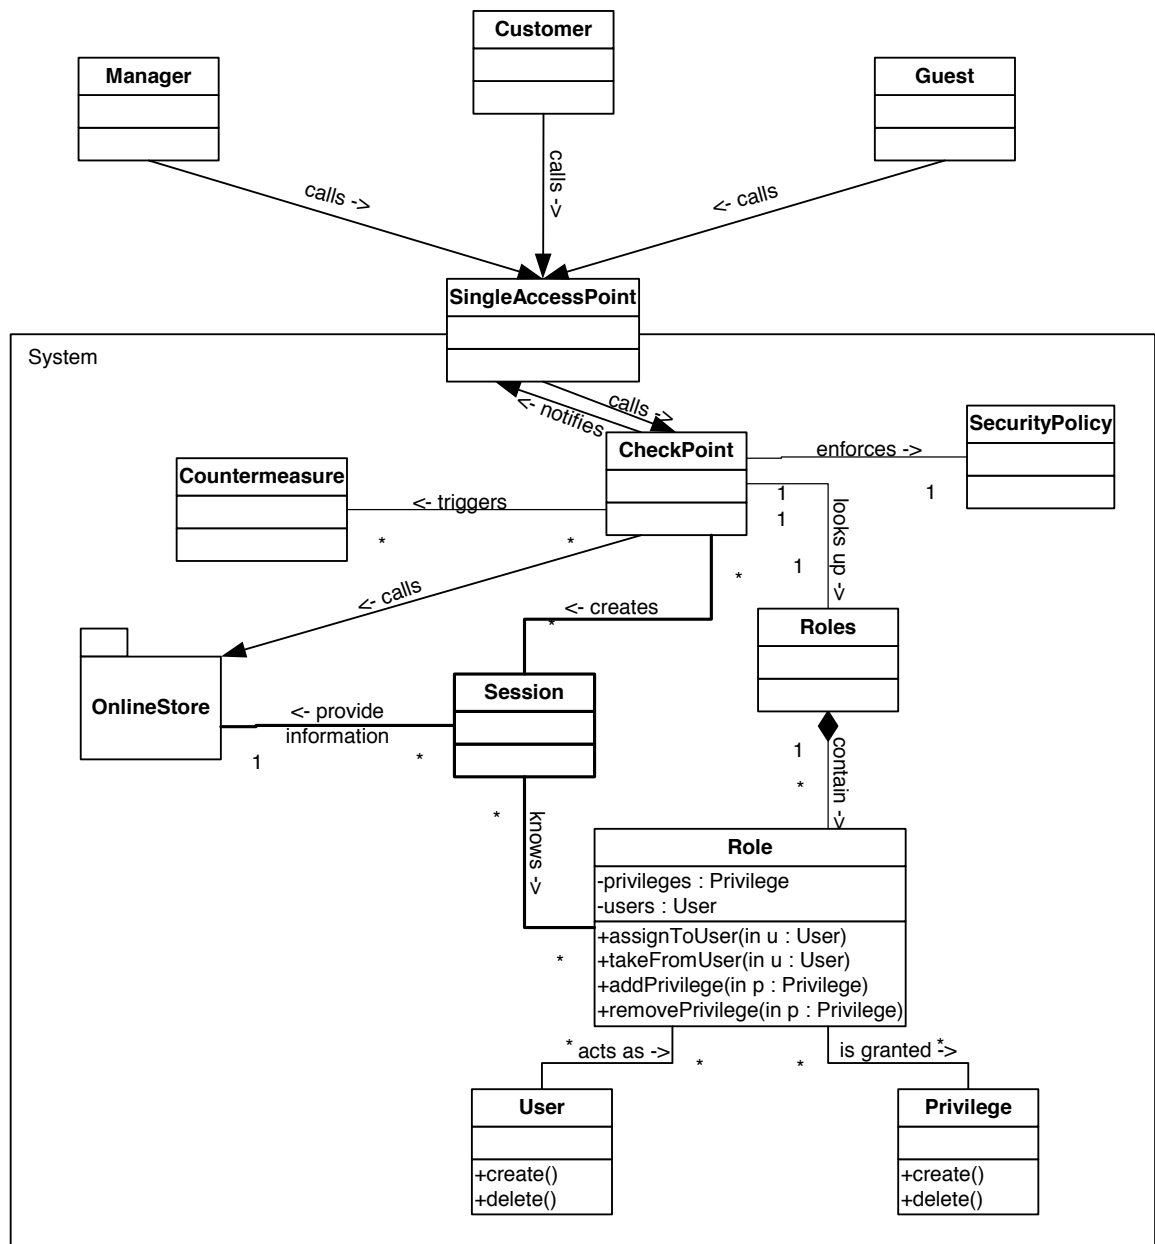 Customer
Manager
Guest
calls ->
calls ->
<- calls
SingleAccessPoint
System
calls ->
<- notifies
SecurityPolicy
CheckPoint
enforces ->
Countermeasure
1
1
<- triggers
looks up ->
1
*
*
1
*
<- calls
<- creates
*
Roles
Session
OnlineStore
<- provide
information
1
*
1
contain ->
*
*
knows ->
Role
-privileges : Privilege
-users : User
+assignToUser(in u : User)
+takeFromUser(in u : User)
+addPrivilege(in p : Privilege)
+removePrivilege(in p : Privilege)
*
*
acts as ->
*
*
is granted ->
*
User
Privilege
+create()
+delete()
+create()
+delete()